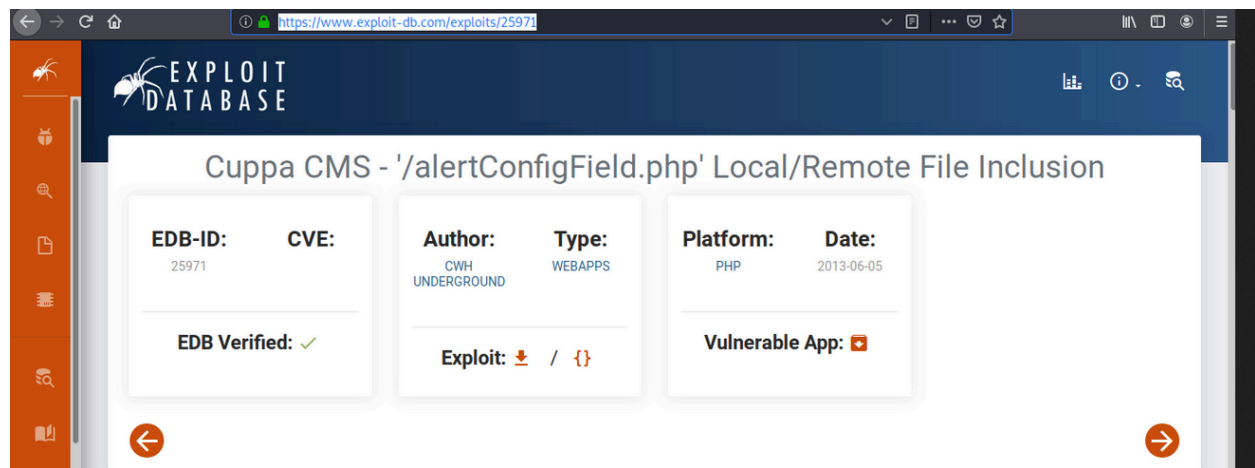 https://www.exploit-db.com/exploits/25971
EXPLOIT
DATABASE
Cuppa CMS - '/alertConfigField.php' Local/Remote File Inclusion
EDB-ID:
25971
CVE:
EDB Verified:
Author:
CWH
UNDERGROUND
Type:
WEBAPPS
Exploit: / {}
Platform:
PHP
Date:
2013-06-05
Vulnerable App: